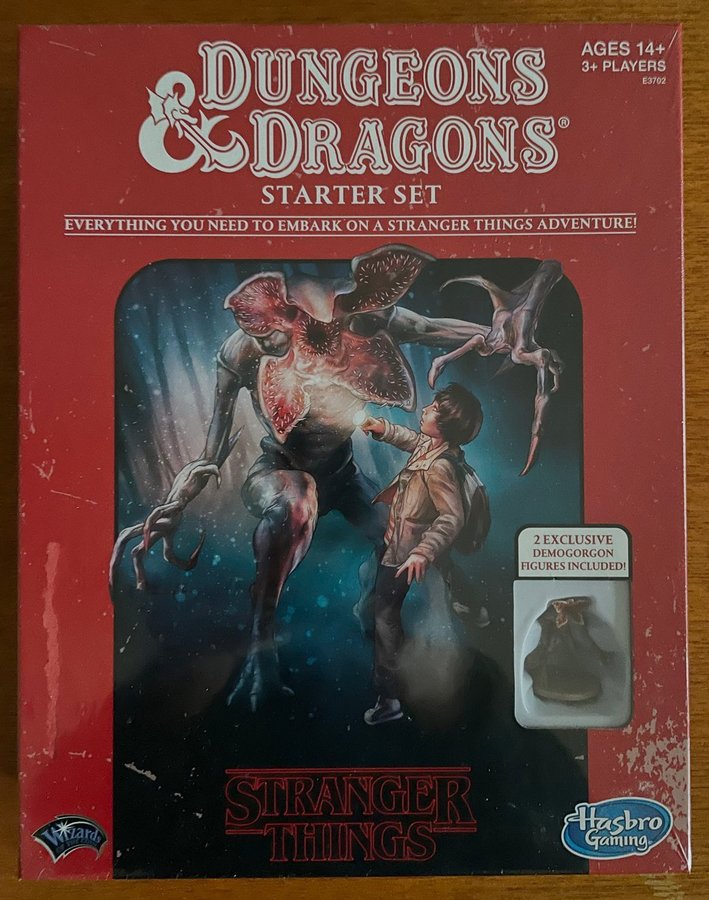 DUNGEONS
& DRAGONS®
STARTER SET
EVERYTHING YOU NEED TO EMBARK ON A STRANGER THINGS ADVENTURE!
AGES 14+
3+ PLAYERS
E3702
2 EXCLUSIVE
DEMOGORGON
FIGURES INCLUDED!
STRANGER
THINGS
Wizards
Hasbro
Gaming